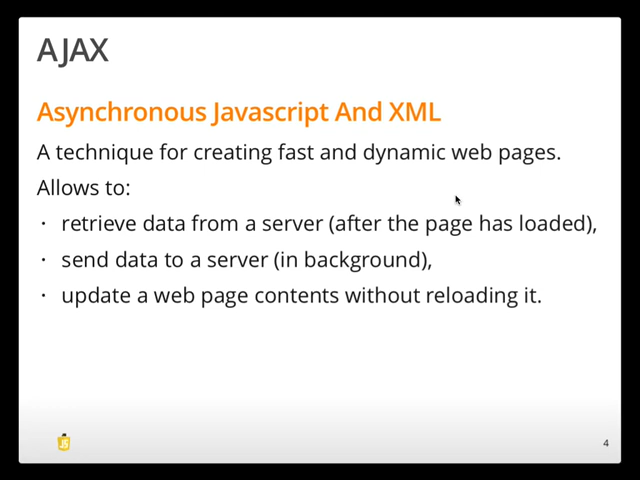 AJAX
Asynchronous Javascript And XML
A technique for creating fast and dynamic web pages.
Allows to:
· retrieve data from a server (after the page has loaded),
· send data to a server (in background),
· update a web page contents without reloading it.
JS
4